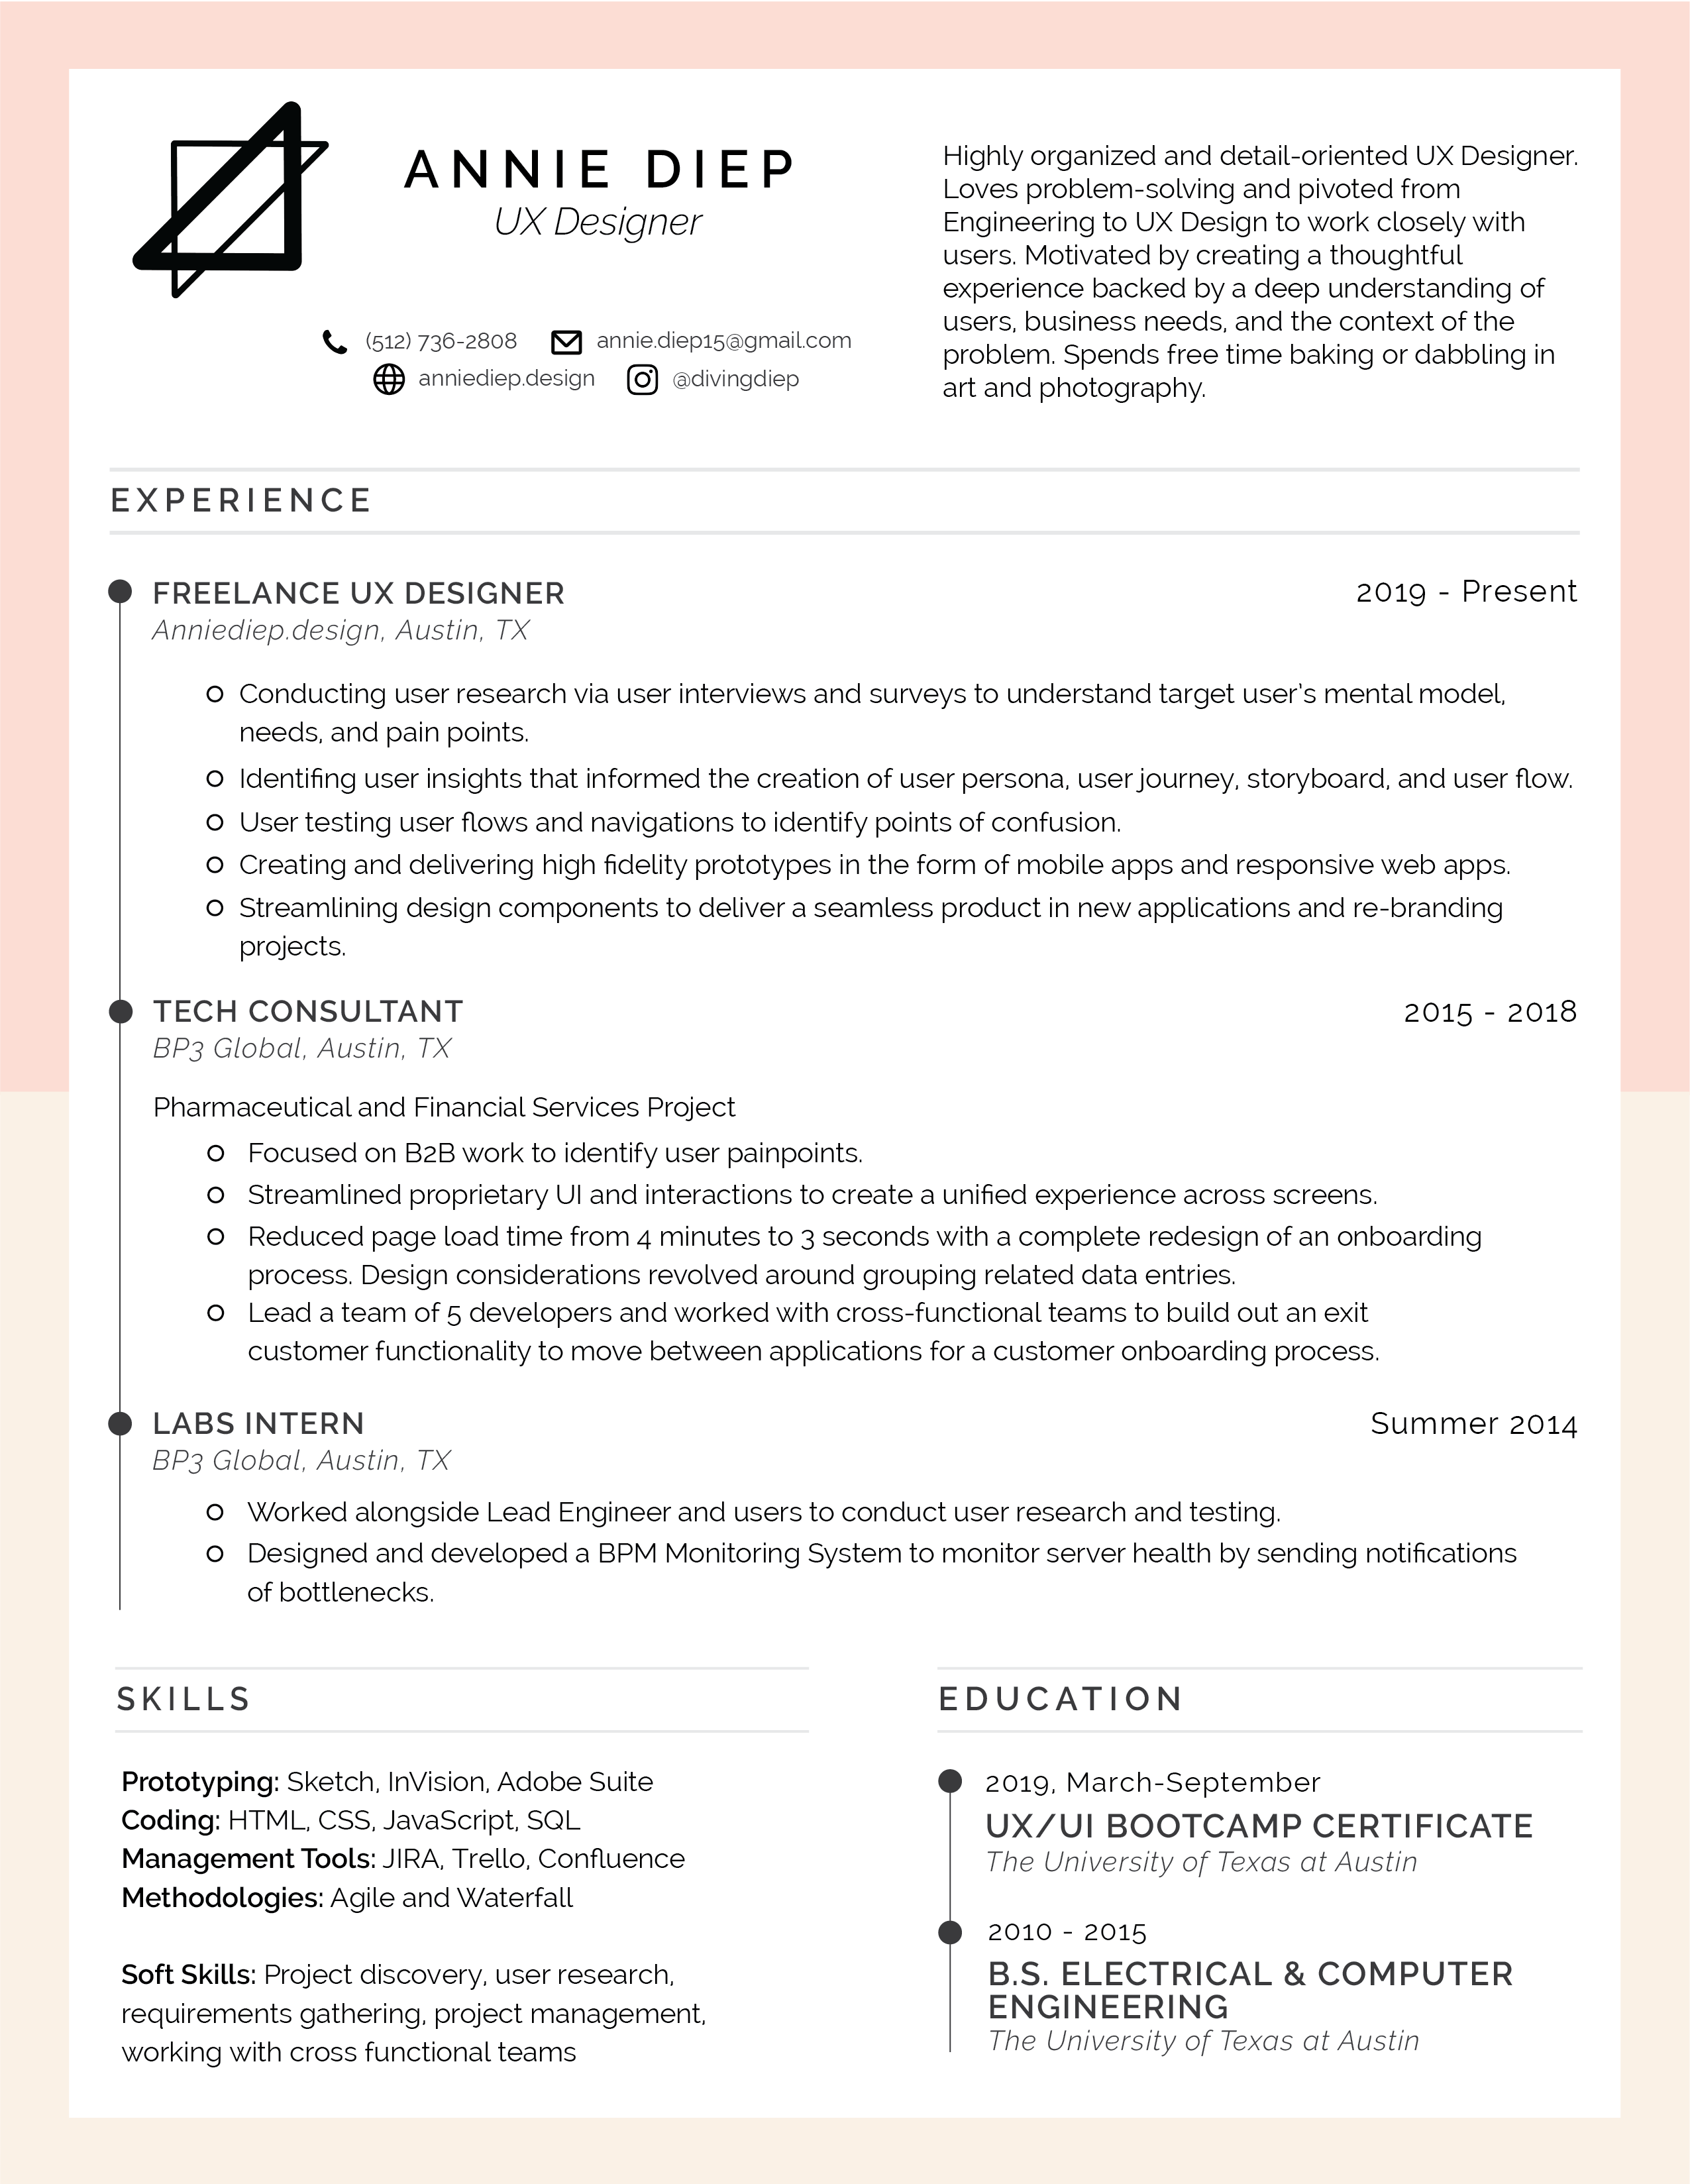 ANNIE DIEP
UX Designer
(512) 736-2808 annie.diep15@gmail.com
anniediep.design @divingdiep
Highly organized and detail-oriented UX Designer.
Loves problem-solving and pivoted from
Engineering to UX Design to work closely with
users. Motivated by creating a thoughtful
experience backed by a deep understanding of
users, business needs, and the context of the
problem. Spends free time baking or dabbling in
art and photography.
EXPERIENCE
FREELANCE UX DESIGNER 2019 - Present
Anniediep.design, Austin, TX
Conducting user research via user interviews and surveys to understand target user's mental model,
needs, and pain points.
Identifing user insights that informed the creation of user persona, user journey, storyboard, and user flow.
User testing user flows and navigations to identify points of confusion.
Creating and delivering high fidelity prototypes in the form of mobile apps and responsive web apps.
Streamlining design components to deliver a seamless product in new applications and re-branding
projects.
TECH CONSULTANT 2015 - 2018
BP3 Global, Austin, TX
Pharmaceutical and Financial Services Project
Focused on B2B work to identify user painpoints.
Streamlined proprietary UI and interactions to create a unified experience across screens.
Reduced page load time from 4 minutes to 3 seconds with a complete redesign of an onboarding
process. Design considerations revolved around grouping related data entries.
Lead a team of 5 developers and worked with cross-functional teams to build out an exit
customer functionality to move between applications for a customer onboarding process.
LABS INTERN Summer 2014
BP3 Global, Austin, TX
Worked alongside Lead Engineer and users to conduct user research and testing.
Designed and developed a BPM Monitoring System to monitor server health by sending notifications
of bottlenecks.
SKILLS
Prototyping: Sketch, InVision, Adobe Suite
Coding: HTML, CSS, JavaScript, SQL
Management Tools: JIRA, Trello, Confluence
Methodologies: Agile and Waterfall
Soft Skills: Project discovery, user research,
requirements gathering, project management,
working with cross functional teams
EDUCATION
2019, March-September
UX/UI BOOTCAMP CERTIFICATE
The University of Texas at Austin
2010 - 2015
B.S. ELECTRICAL & COMPUTER
ENGINEERING
The University of Texas at Austin